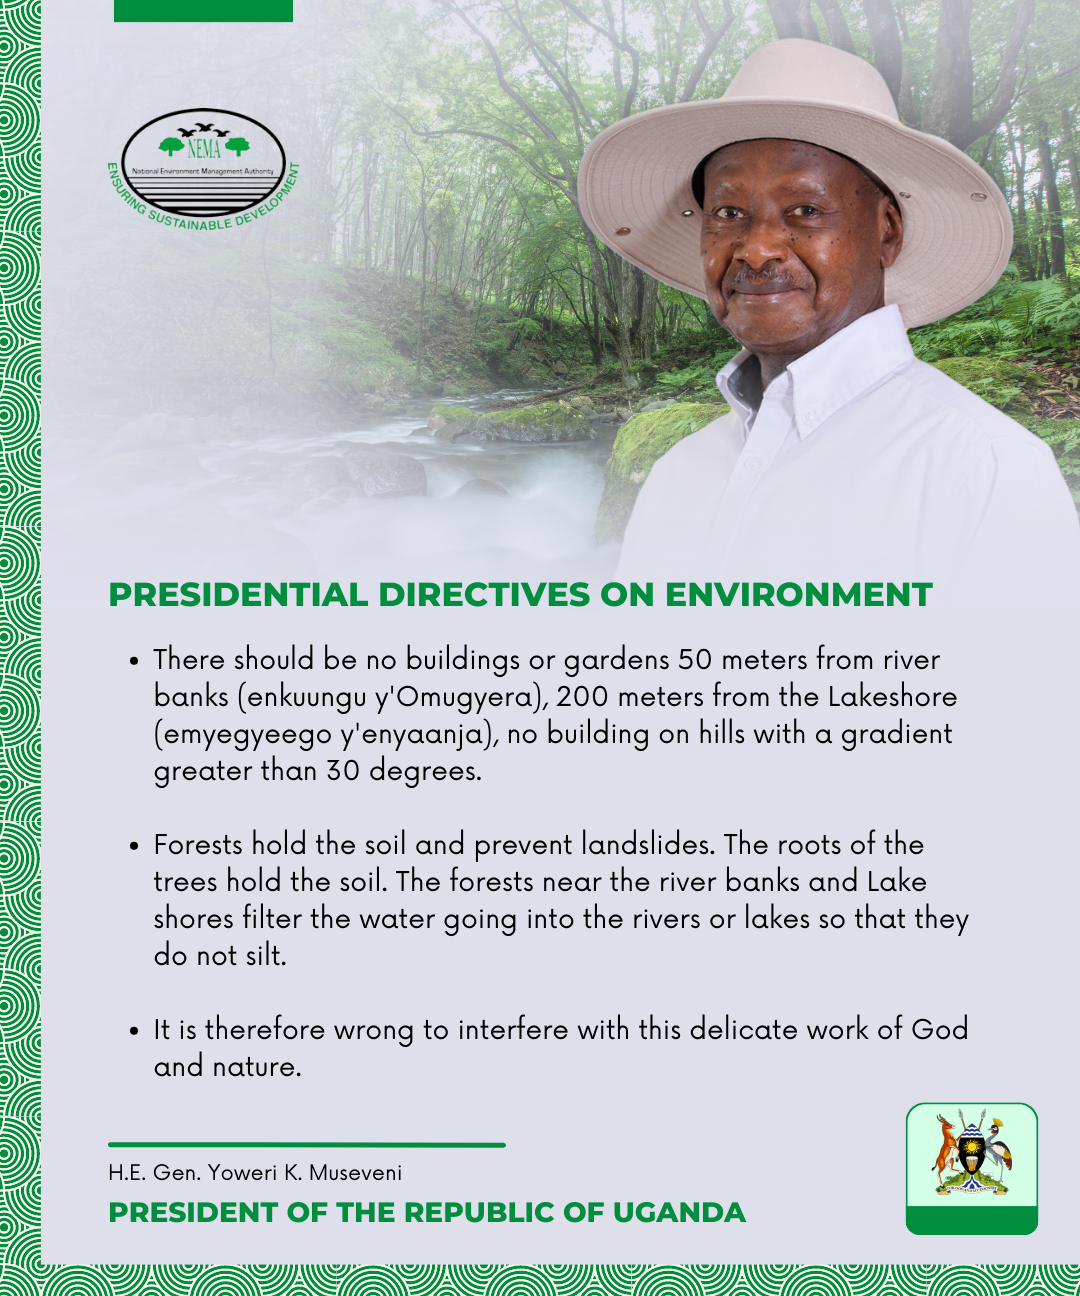 NEMA
National Environment Management Authority
ENSURING SUSTAINABLE DEVELOPMENT
PRESIDENTIAL DIRECTIVES ON ENVIRONMENT
• There should be no buildings or gardens 50 meters from river
banks (enkuungu y'Omugyera), 200 meters from the Lakeshore
(emyegyeego y'enyaanja), no building on hills with a gradient
greater than 30 degrees.
• Forests hold the soil and prevent landslides. The roots of the
trees hold the soil. The forests near the river banks and Lake
shores filter the water going into the rivers or lakes so that they
do not silt.
• It is therefore wrong to interfere with this delicate work of God
and nature.
H.E. Gen. Yoweri K. Museveni
PRESIDENT OF THE REPUBLIC OF UGANDA